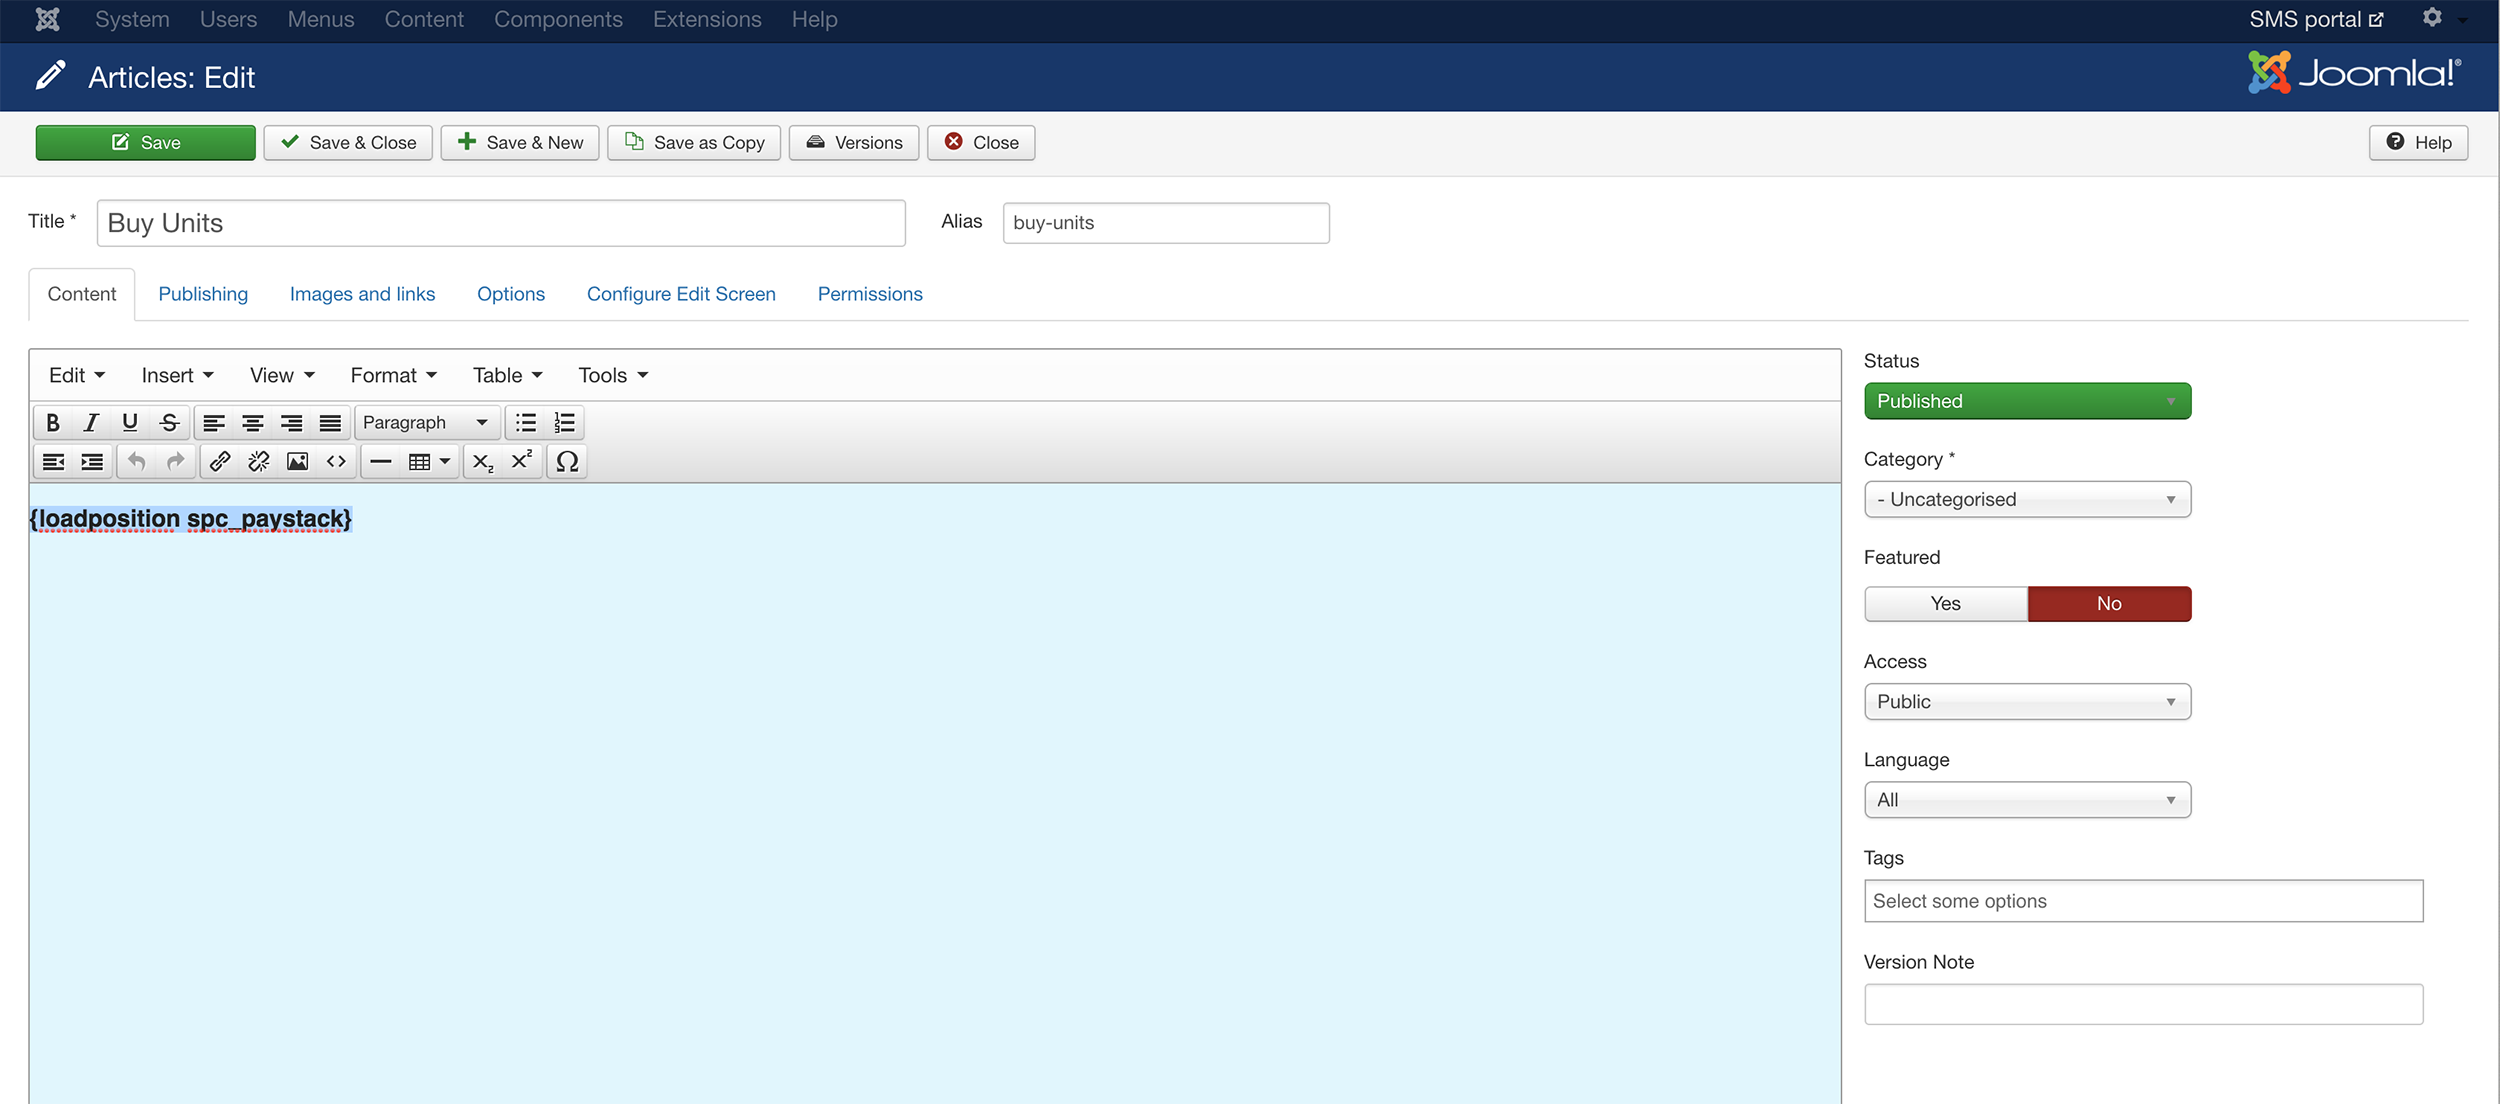 System Users Menus Content Components Extensions Help SMS portal
Articles: Edit Joomla!®
Save Save & Close Save & New Save as Copy Versions Close Help
Title * Buy Units Alias buy-units
Content Publishing Images and links Options Configure Edit Screen Permissions
Edit Insert View Format Table Tools
B I U S Paragraph
X₂ X² Ω
{loadposition spc_paystack}
Status
Published
Category *
- Uncategorised
Featured
Yes No
Access
Public
Language
All
Tags
Select some options
Version Note